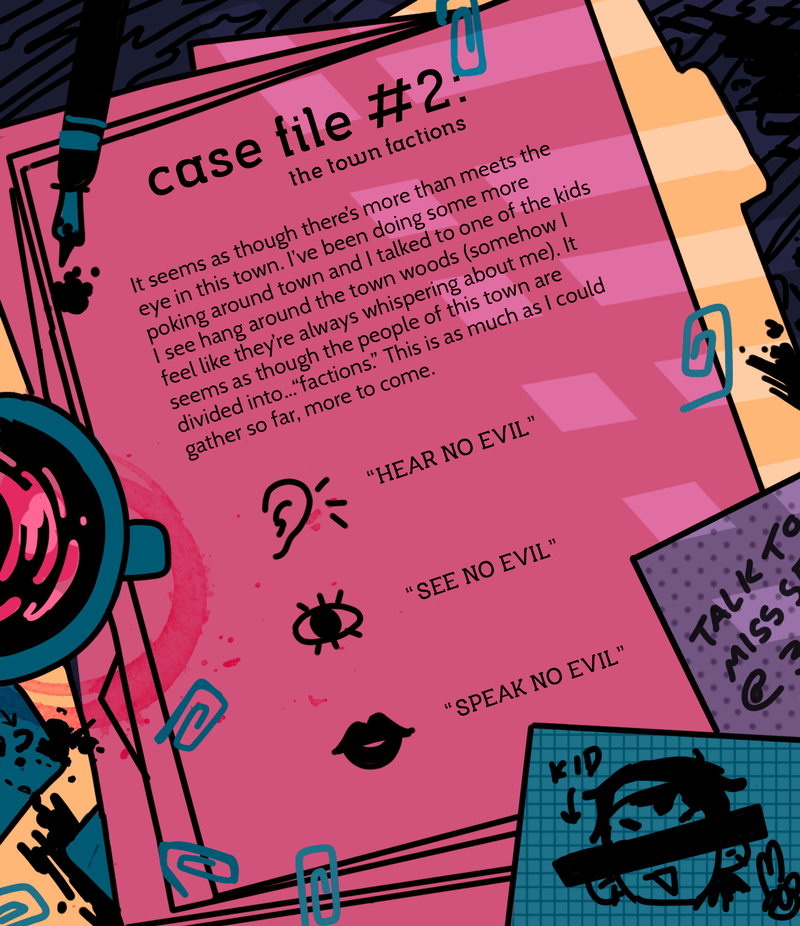 case file #2:
the town factions
It seems as though there's more than meets the
eye in this town. I've been doing some more
poking around town and I talked to one of the kids
I see hang around the town woods (somehow I
feel like they're always whispering about me). It
seems as though the people of this town are
divided into..."factions." This is as much as I could
gather so far, more to come.
"HEAR NO EVIL"
"SEE NO EVIL"
"SPEAK NO EVIL"
TALK TO
MISS
@
KID